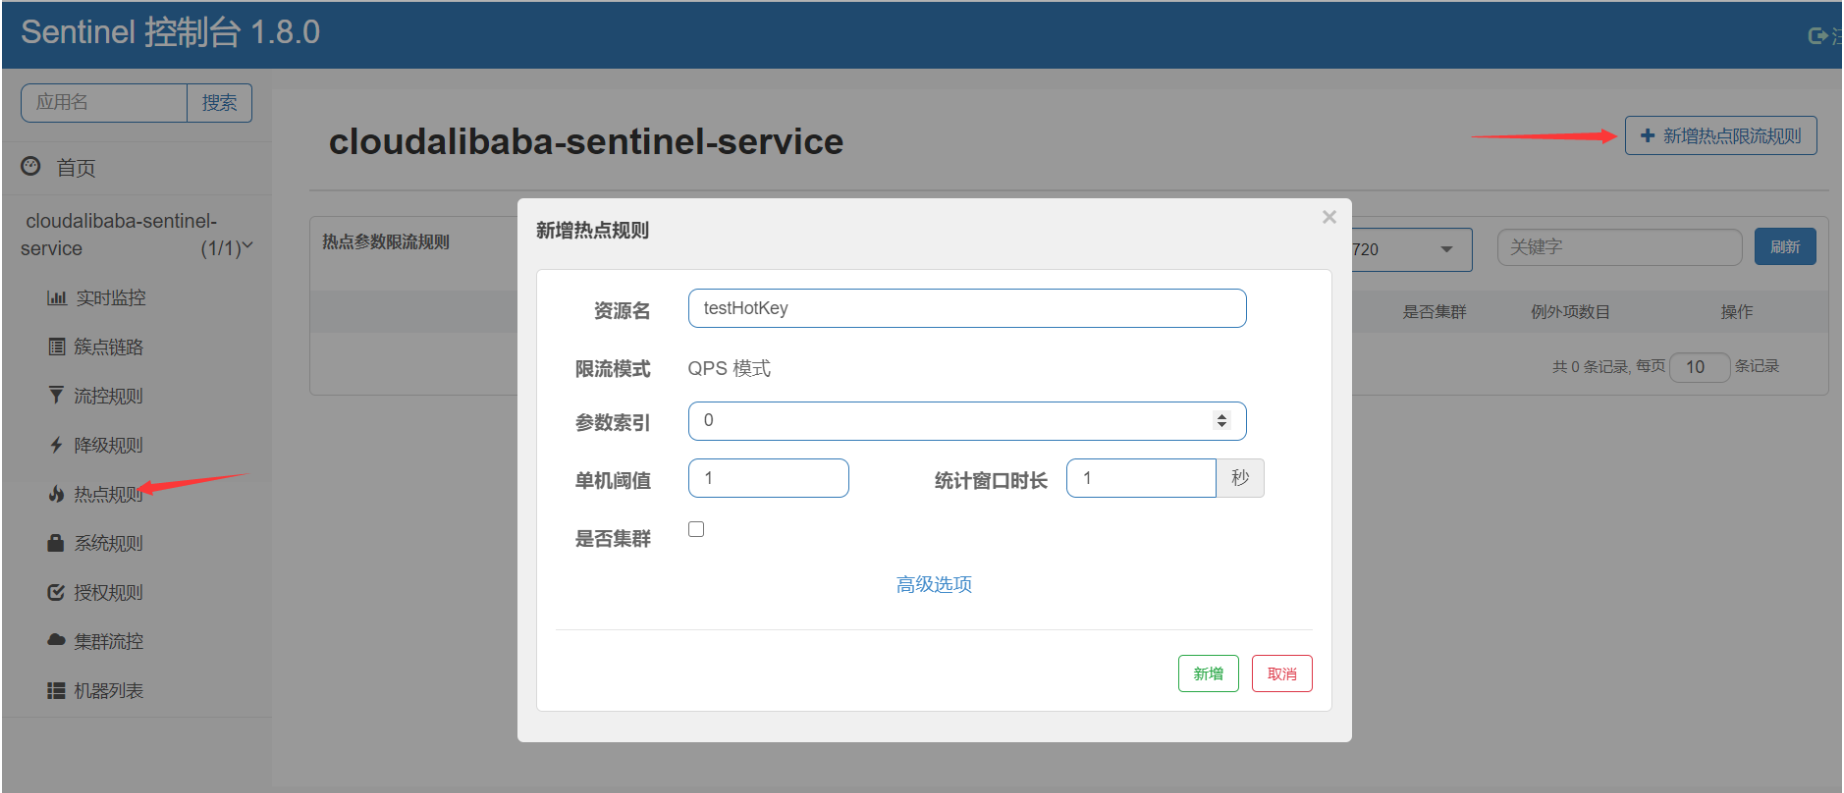 Sentinel 控制台 1.8.0
应用名 搜索
首页
cloudalibaba-sentinel-
service (1/1)
实时监控
簇点链路
流控规则
降级规则
热点规则
系统规则
授权规则
集群流控
机器列表
cloudalibaba-sentinel-service
新增热点限流规则
热点参数限流规则
720 关键字 刷新
是否集群 例外项数目 操作
共 0 条记录, 每页 10 条记录
新增热点规则 ×
资源名 testHotKey
限流模式 QPS 模式
参数索引 0
单机阈值 1 统计窗口时长 1 秒
是否集群
高级选项
新增 取消